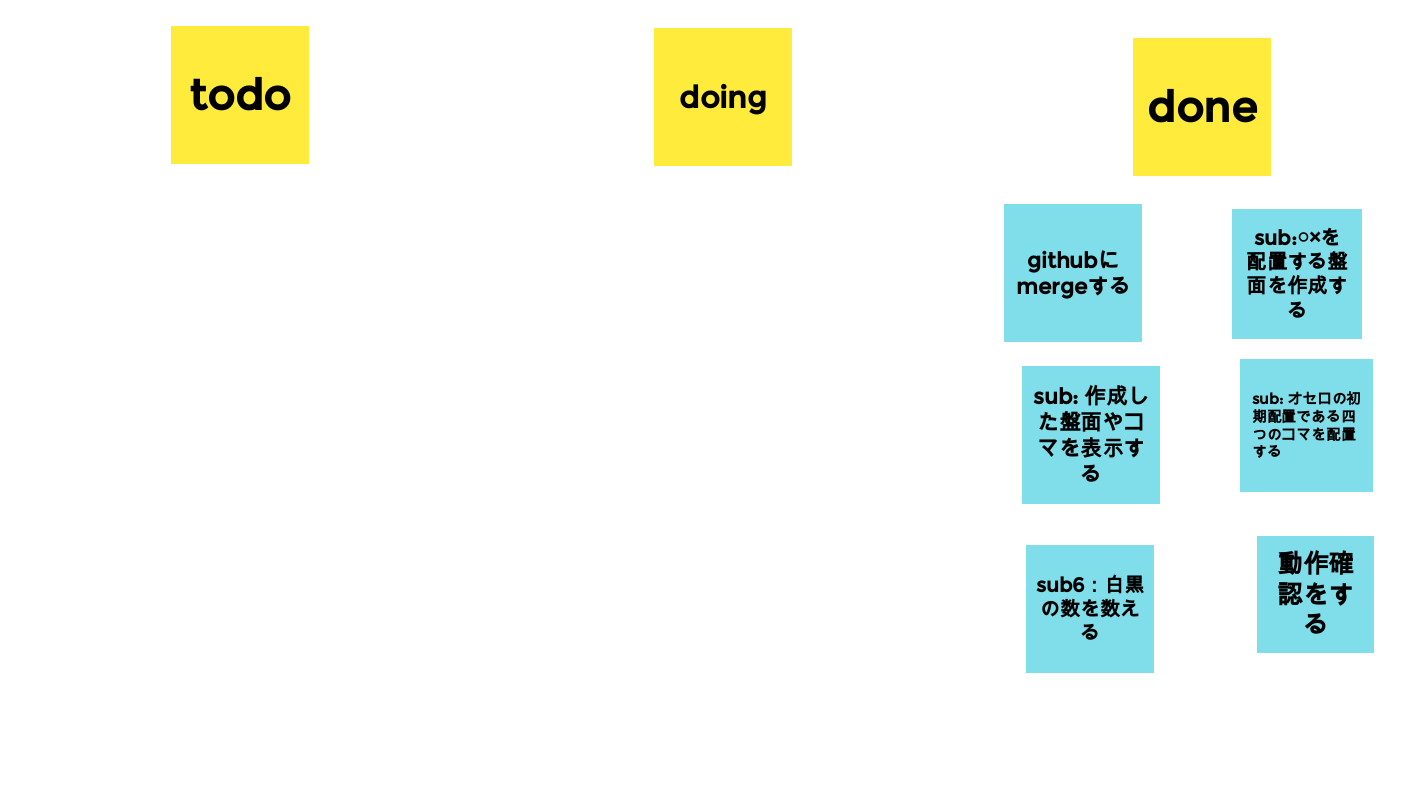 todo
doing
done
githubに
mergeする
sub:○×を
配置する盤
面を作成す
る
sub: 作成し
た盤面やコ
マを表示す
る
sub: オセロの初
期配置である四
つのコマを配置
する
sub6：白黒
の数を数え
る
動作確
認をす
る